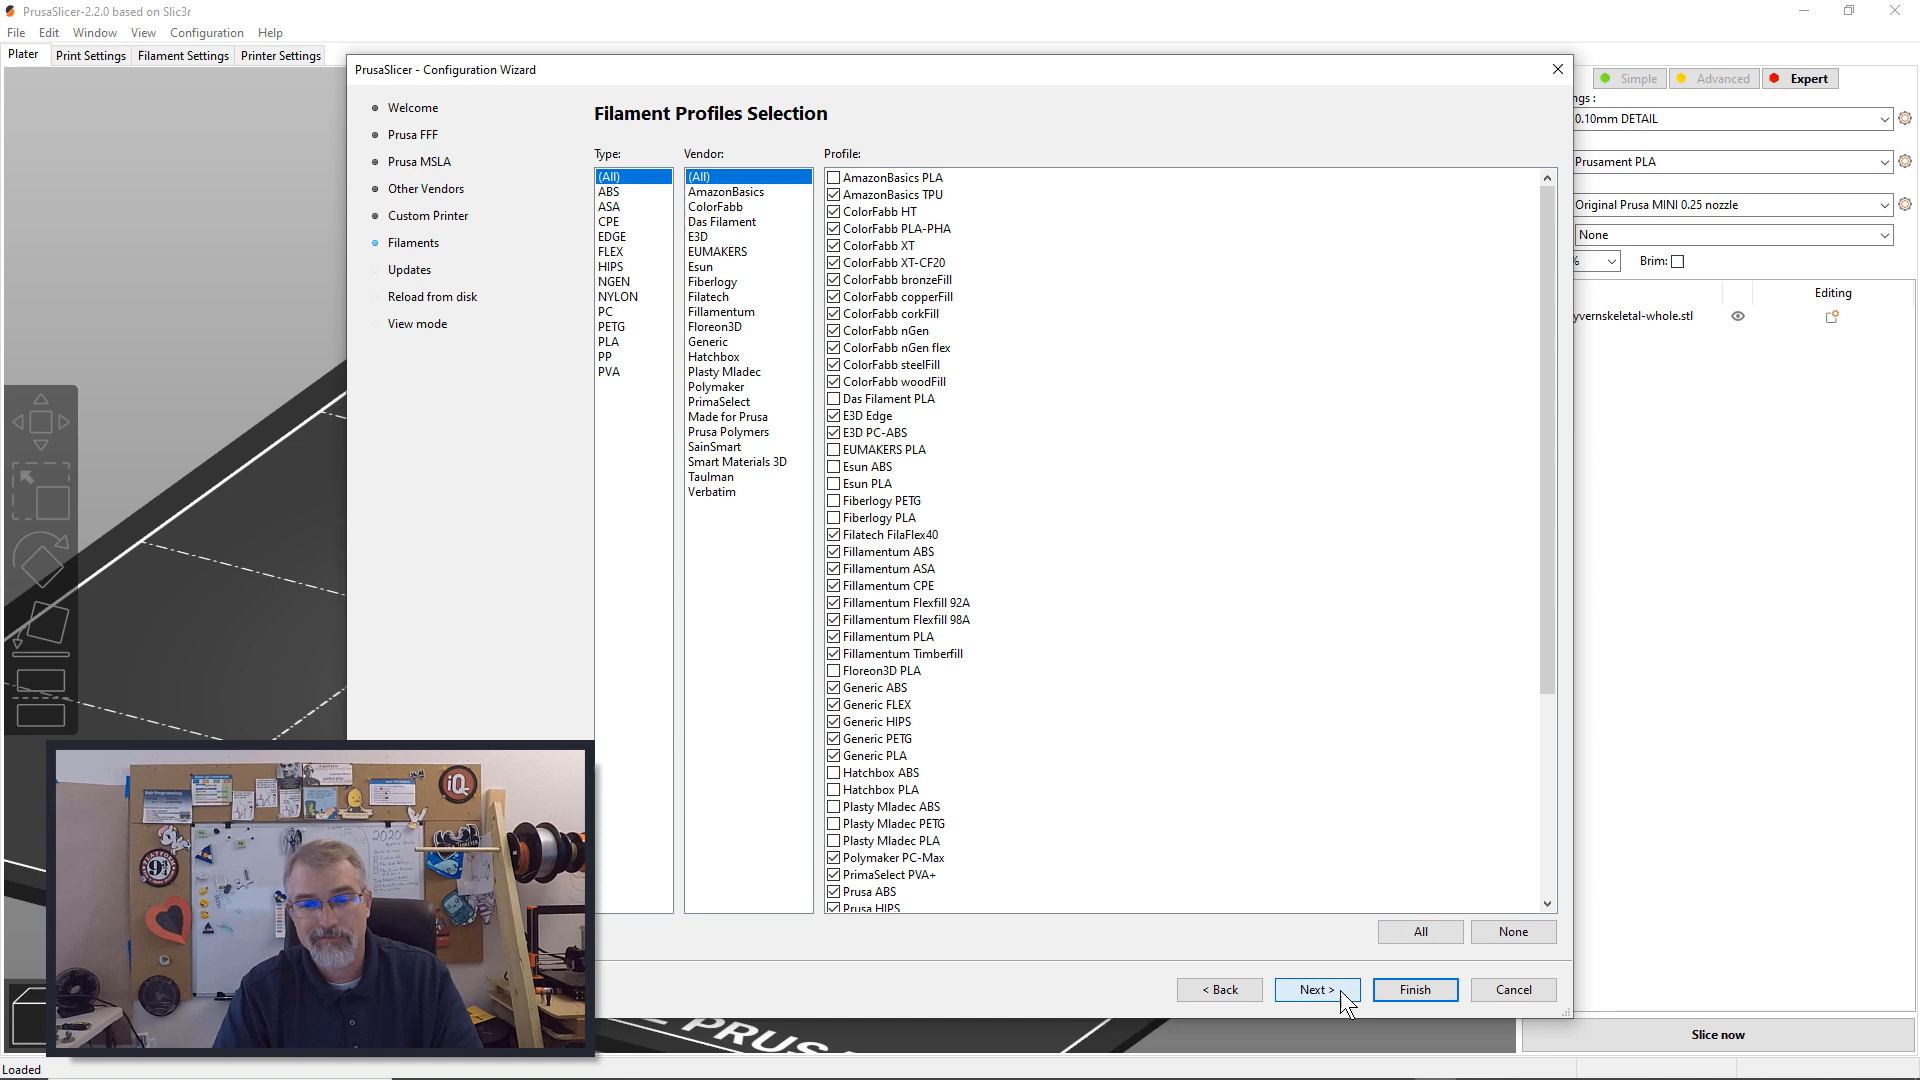 PrusaSlicer-2.2.0 based on Slic3r
File Edit Window View Configuration Help
Plater Print Settings Filament Settings Printer Settings
PrusaSlicer - Configuration Wizard
Welcome
Prusa FFF
Prusa MSLA
Other Vendors
Custom Printer
Filaments
Updates
Reload from disk
View mode
Filament Profiles Selection
Type:
(All)
ABS
ASA
CPE
EDGE
FLEX
HIPS
NGEN
NYLON
PC
PETG
PLA
PP
PVA
Vendor:
(All)
AmazonBasics
ColorFabb
Das Filament
E3D
EUMAKERS
Esun
Fiberlogy
Filatech
Fillamentum
Floreon3D
Generic
Hatchbox
Plasty Mladec
Polymaker
PrimaSelect
Made for Prusa
Prusa Polymers
SainSmart
Smart Materials 3D
Taulman
Verbatim
Profile:
AmazonBasics PLA
AmazonBasics TPU
ColorFabb HT
ColorFabb PLA-PHA
ColorFabb XT
ColorFabb XT-CF20
ColorFabb bronzeFill
ColorFabb copperFill
ColorFabb corkFill
ColorFabb nGen
ColorFabb nGen flex
ColorFabb steelFill
ColorFabb woodFill
Das Filament PLA
E3D Edge
E3D PC-ABS
EUMAKERS PLA
Esun ABS
Esun PLA
Fiberlogy PETG
Fiberlogy PLA
Filatech FilaFlex40
Fillamentum ABS
Fillamentum ASA
Fillamentum CPE
Fillamentum Flexfill 92A
Fillamentum Flexfill 98A
Fillamentum PLA
Fillamentum Timberfill
Floreon3D PLA
Generic ABS
Generic FLEX
Generic HIPS
Generic PETG
Generic PLA
Hatchbox ABS
Hatchbox PLA
Plasty Mladec ABS
Plasty Mladec PETG
Plasty Mladec PLA
Polymaker PC-Max
PrimaSelect PVA+
Prusa ABS
Prusa HIPS
All None
< Back Next > Finish Cancel
Simple Advanced Expert
ngs :
0.10mm DETAIL
Prusament PLA
Original Prusa MINI 0.25 nozzle
None
% Brim:
Editing
yvernskeletal-whole.stl
Slice now
Loaded
PRUS
iQ
2020
9¾